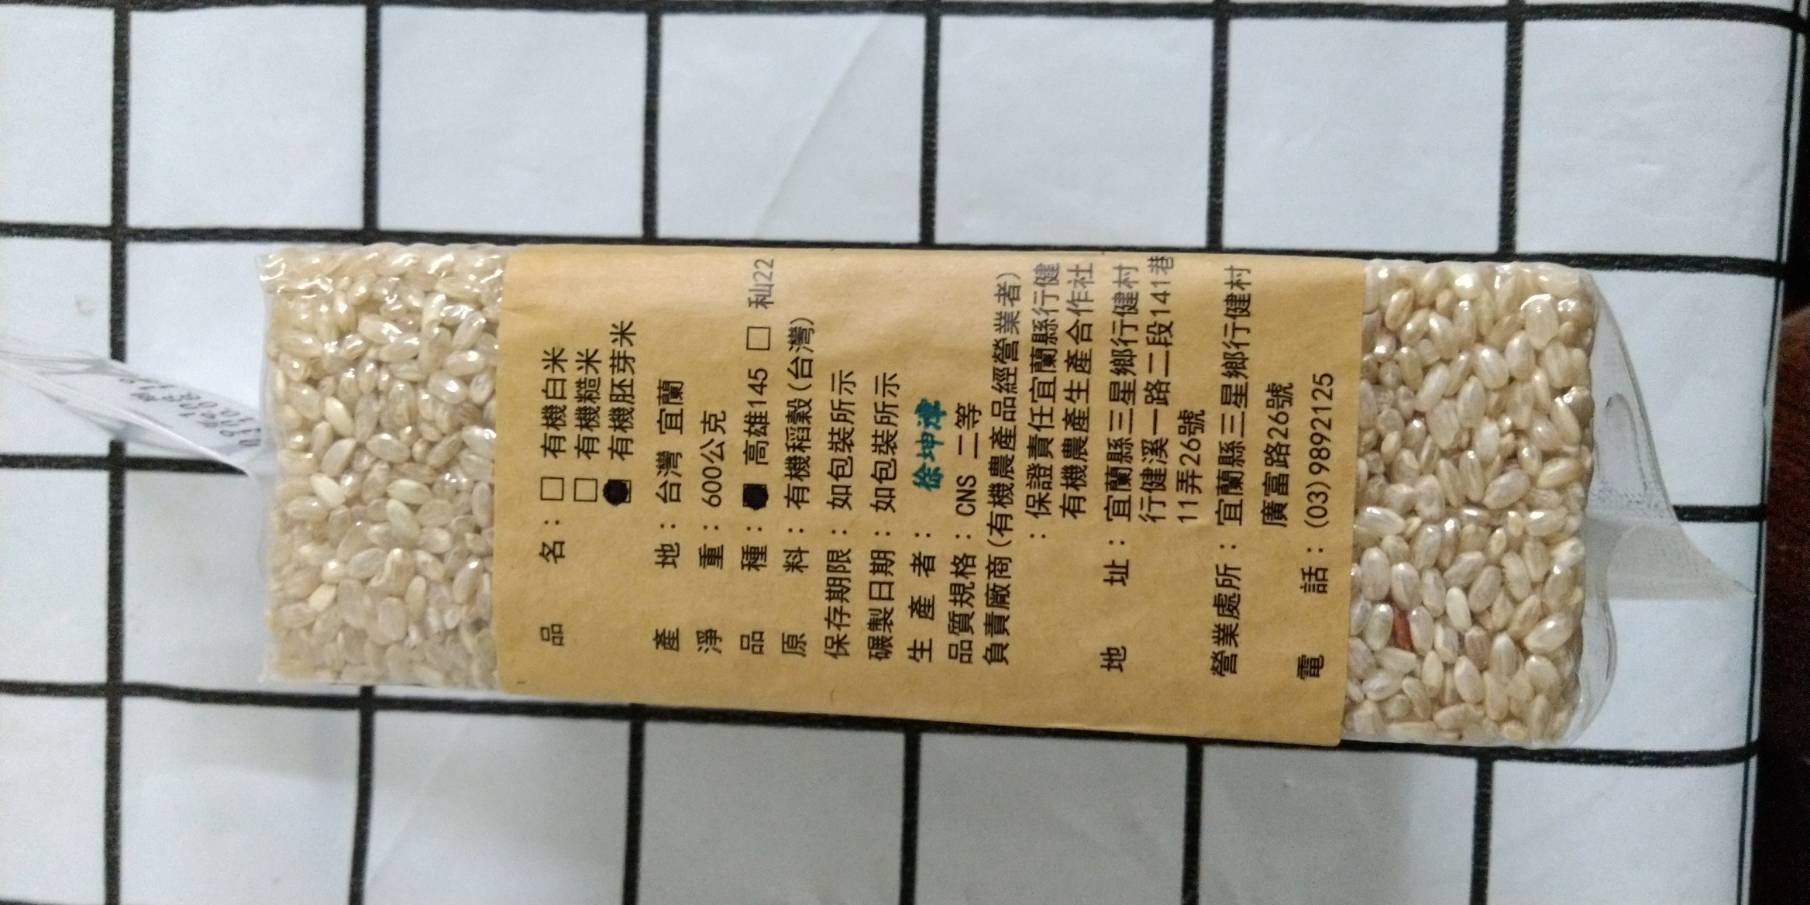 品 名：□ 有機白米
□ 有機糙米
■ 有機胚芽米
產 地：台灣 宜蘭
淨 重：600公克
品 種：■ 高雄145 □ 秈22
原 料：有機稻穀(台灣)
保存期限：如包裝所示
碾製日期：如包裝所示
生 產 者： 徐坤漳
品質規格：CNS 二等
負責廠商(有機農產品經營業者)
：保證責任宜蘭縣行健
有機農產生產合作社
地 址：宜蘭縣三星鄉行健村
行健溪一路二段141巷
11弄26號
營業處所：宜蘭縣三星鄉行健村
廣富路26號
電 話：(03)9892125